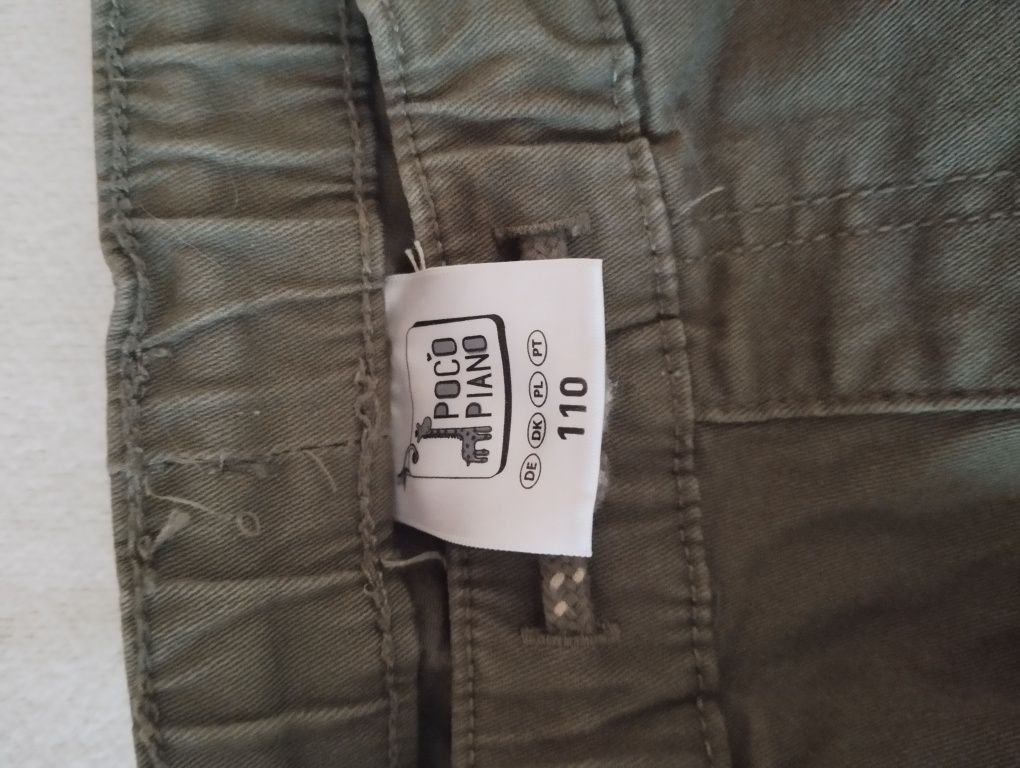 POCO
PIANO
DE DK PL PT
110